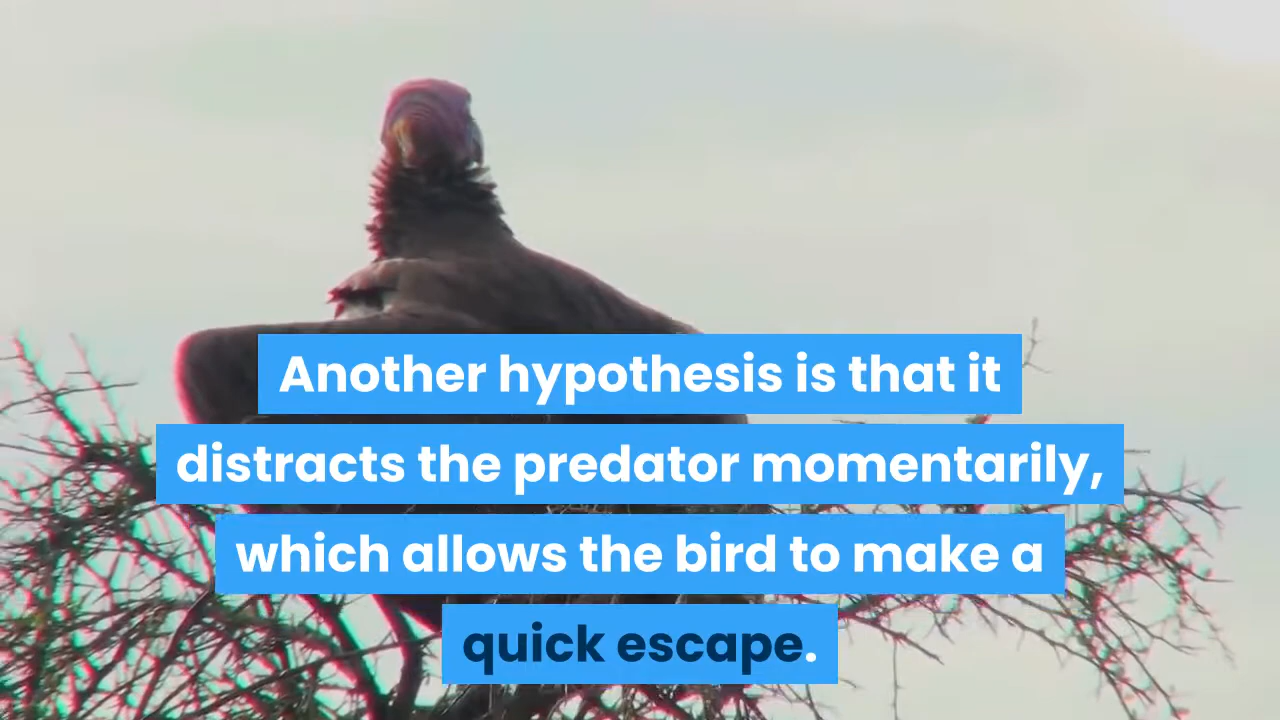 Another hypothesis is that it
distracts the predator momentarily,
which allows the bird to make a
quick escape.